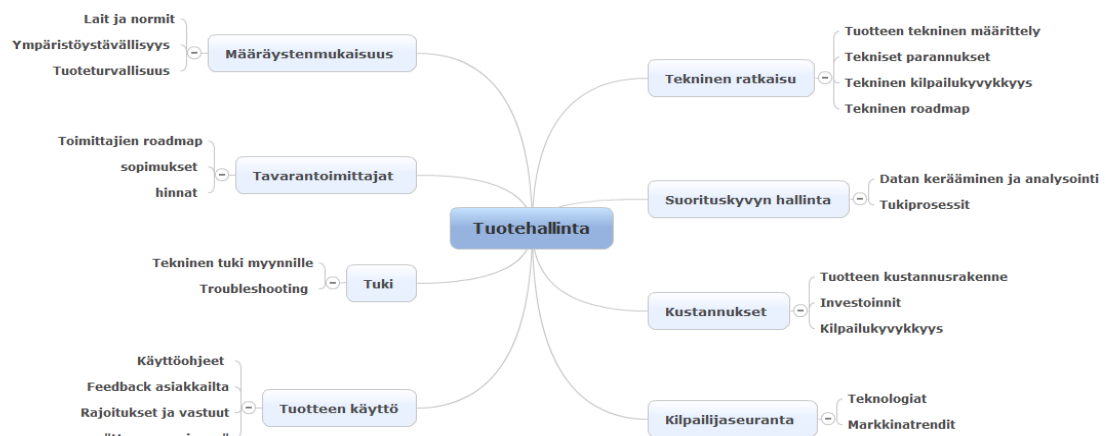 Lait ja normit
Ympäristöystävällisyys
Tuoteturvallisuus
Määräystenmukaisuus
Toimittajien roadmap
sopimukset
hinnat
Tavarantoimittajat
Tekninen tuki myynnille
Troubleshooting
Tuki
Käyttöohjeet
Feedback asiakkailta
Rajoitukset ja vastuut
Tuotteen käyttö
Tuotehallinta
Tekninen ratkaisu
Tuotteen tekninen määrittely
Tekniset parannukset
Tekninen kilpailukyvykkyys
Tekninen roadmap
Suorituskyvyn hallinta
Datan kerääminen ja analysointi
Tukiprosessit
Kustannukset
Tuotteen kustannusrakenne
Investoinnit
Kilpailukyvykkyys
Kilpailijaseuranta
Teknologiat
Markkinatrendit